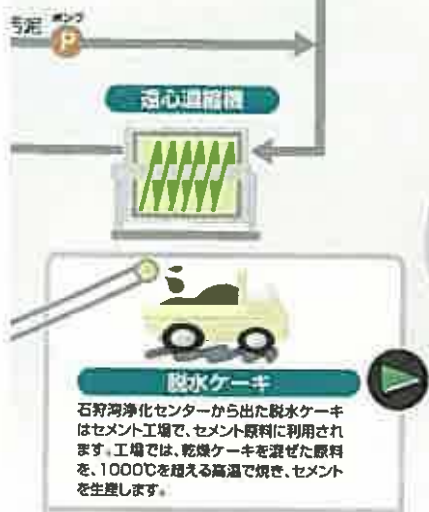 汚泥
ポンプ
P
遠心濃縮機
脱水ケーキ
石狩湾浄化センターから出た脱水ケーキ
はセメント工場で、セメント原料に利用され
ます。工場では、乾燥ケーキを混ぜた原料
を、1000℃を超える高温で焼き、セメント
を生産します。